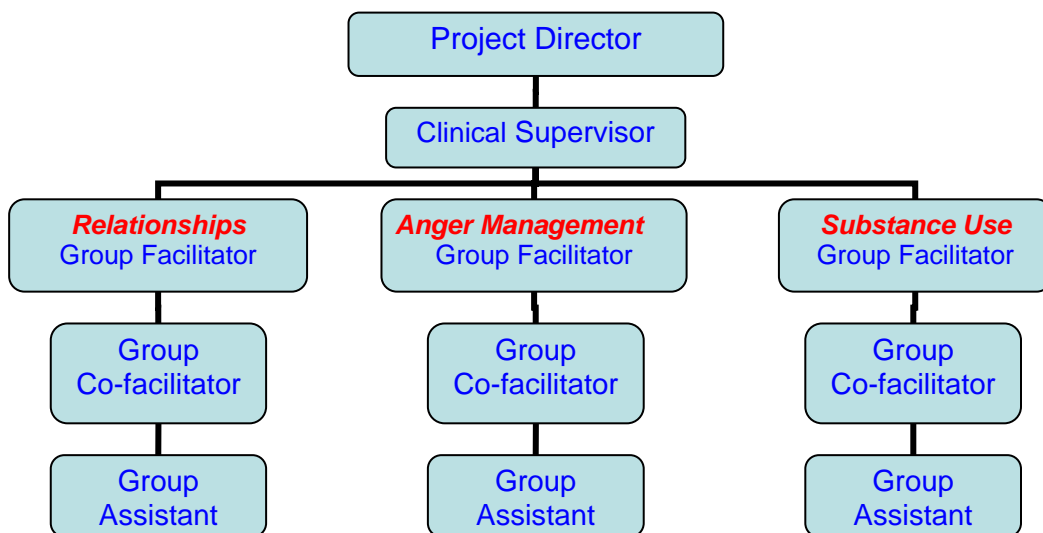 Project Director
Clinical Supervisor
Relationships
Group Facilitator
Anger Management
Group Facilitator
Substance Use
Group Facilitator
Group
Co-facilitator
Group
Co-facilitator
Group
Co-facilitator
Group
Assistant
Group
Assistant
Group
Assistant